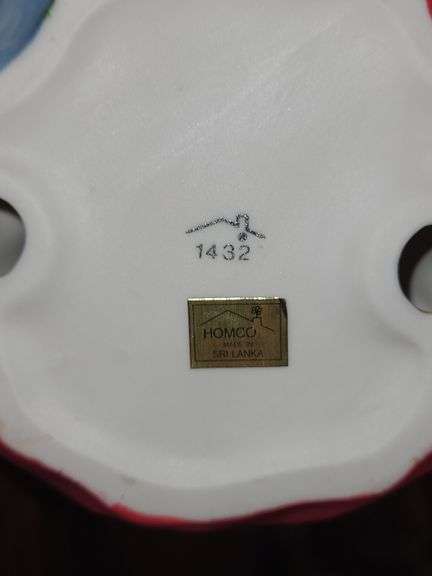 1432
HOMCO
MADE IN
SRI LANKA